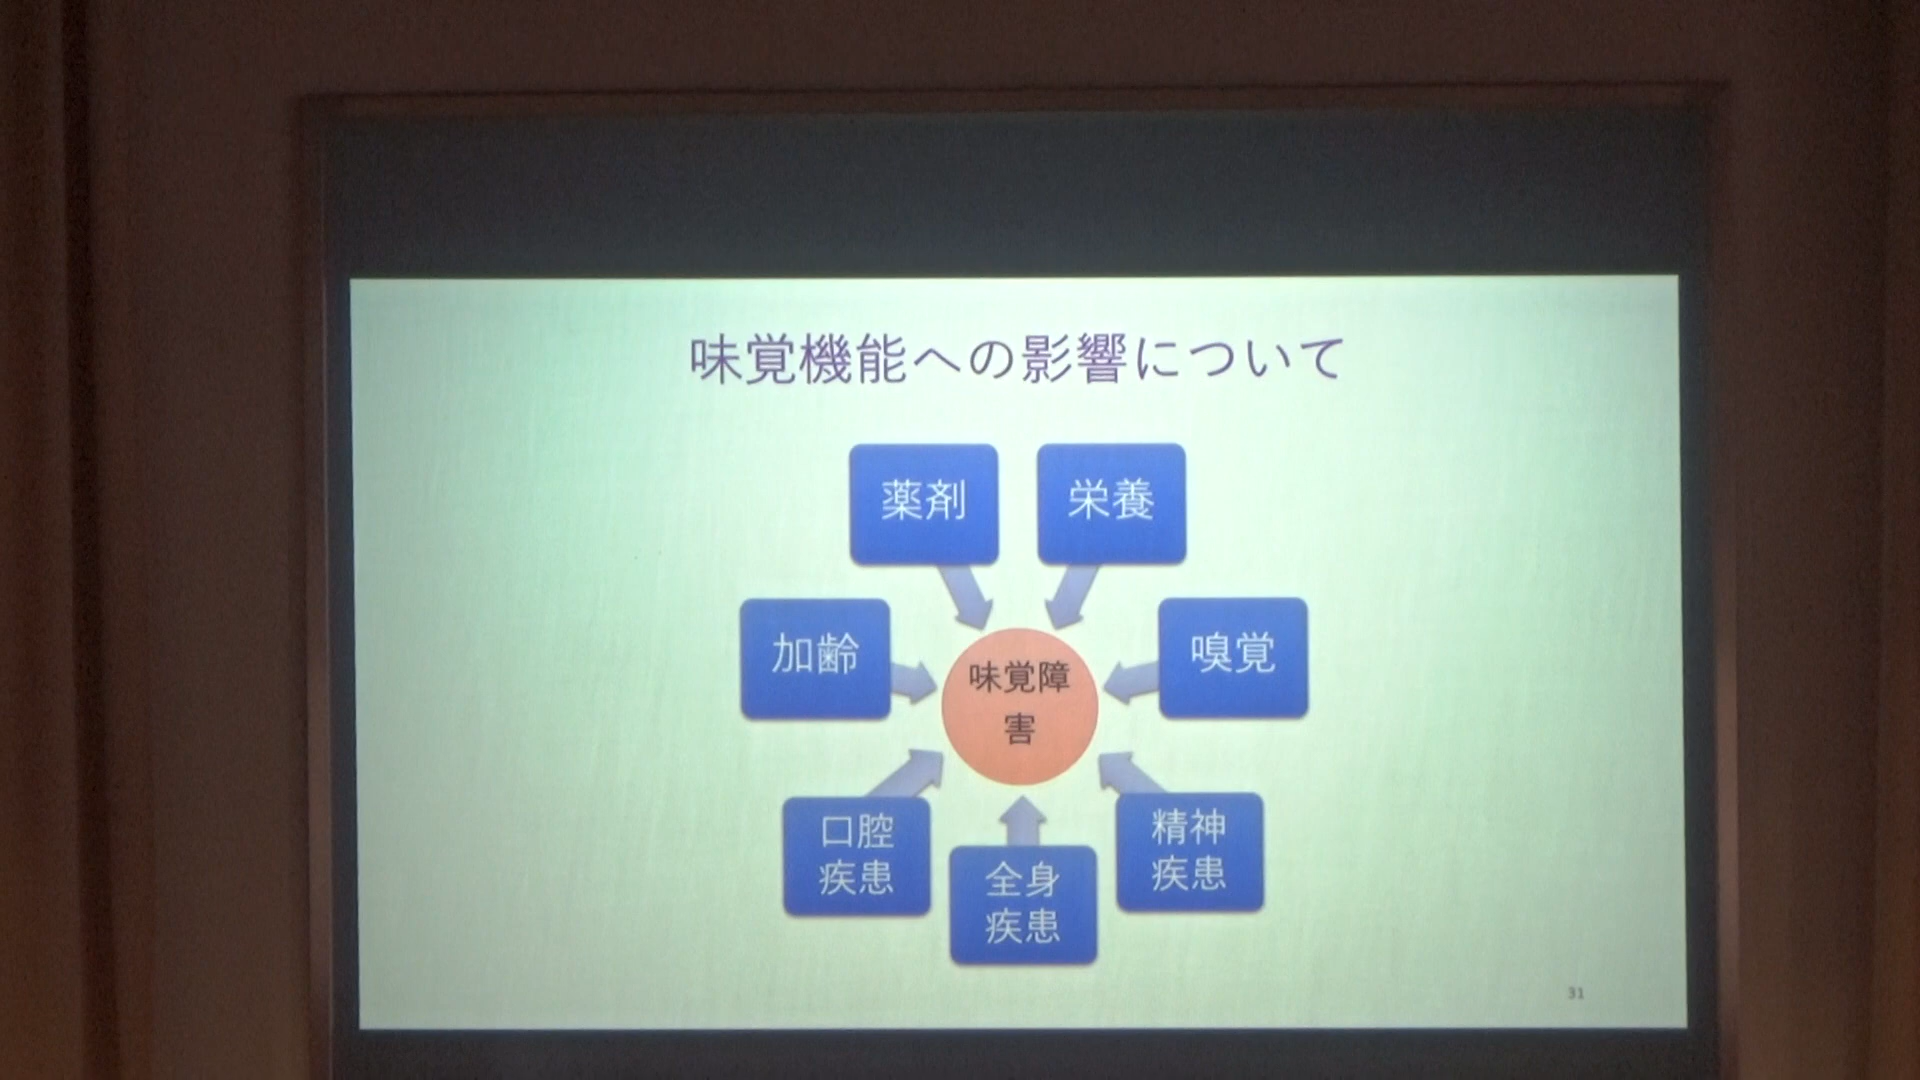 味覚機能への影響について
薬剤
栄養
加齢
嗅覚
味覚障
害
口腔
疾患
全身
疾患
精神
疾患
31